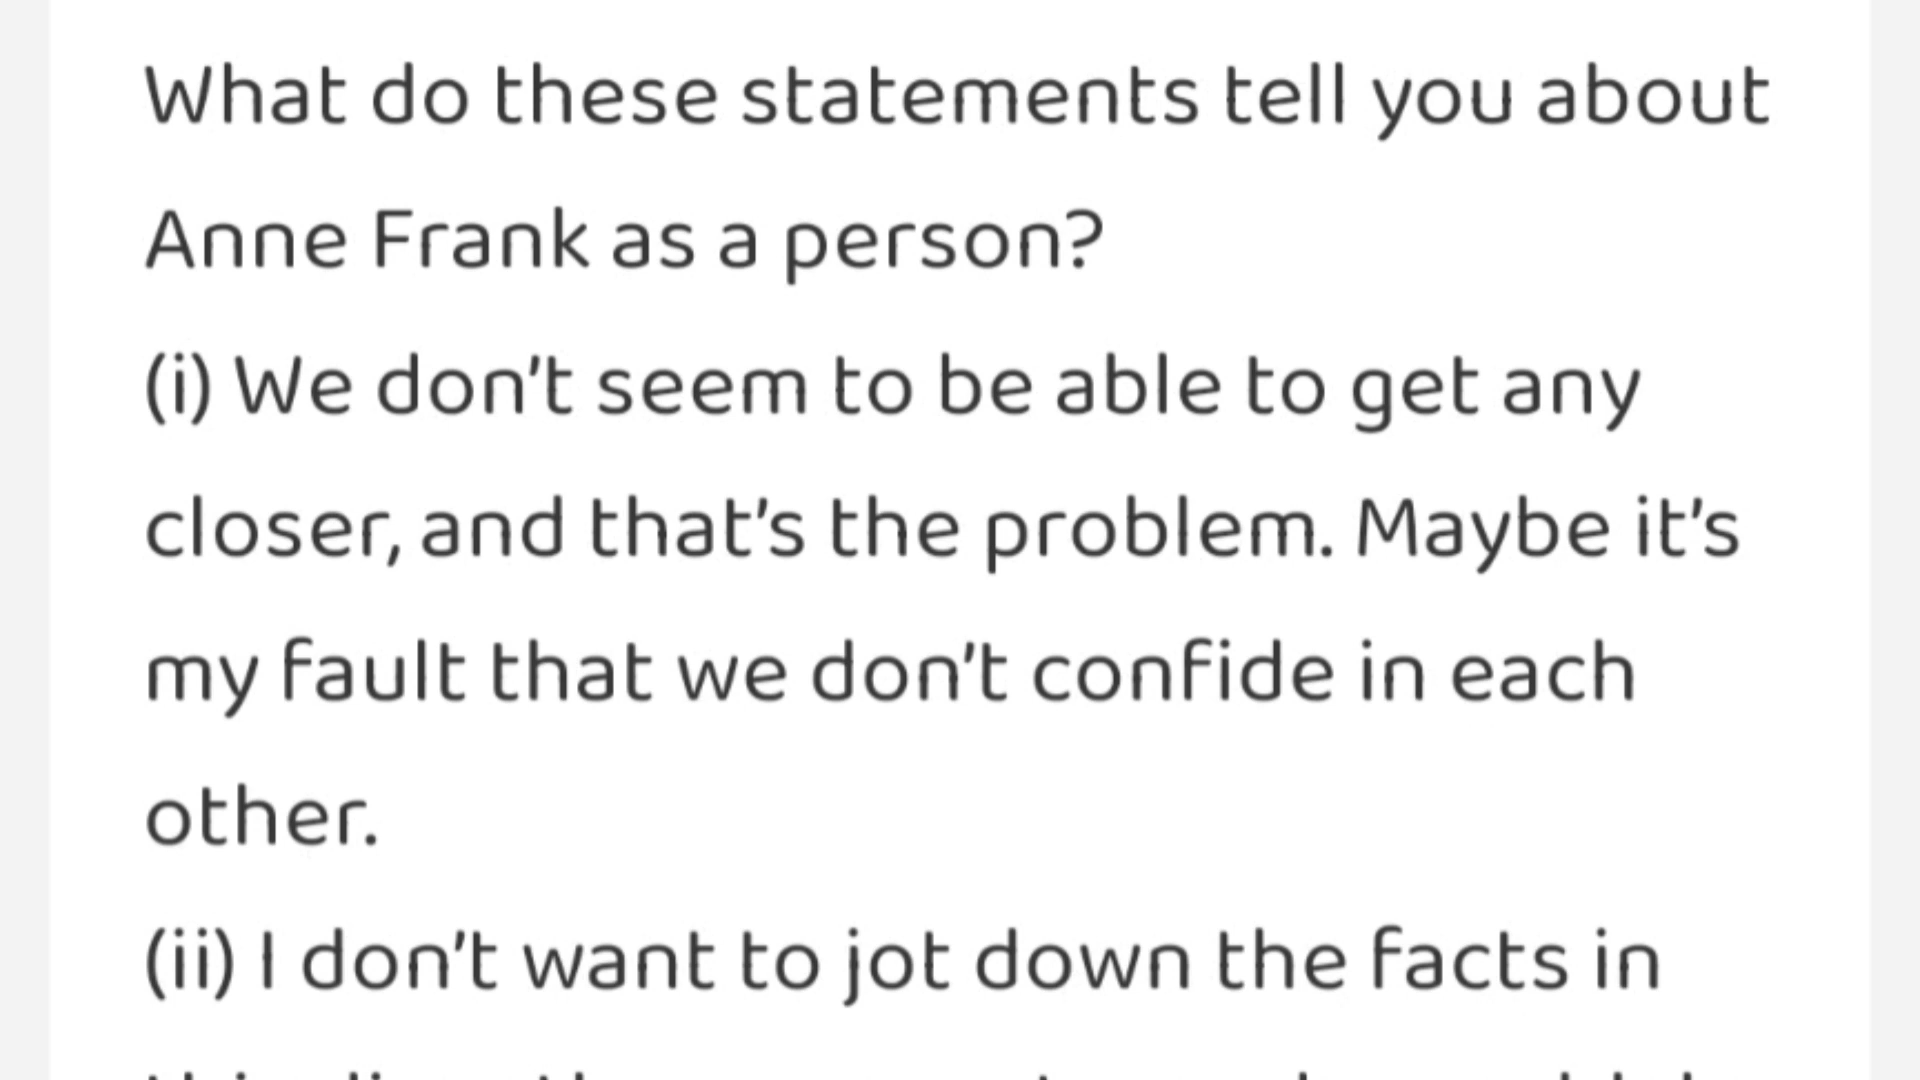 What do these statements tell you about
Anne Frank as a person?
(i) We don’t seem to be able to get any
closer, and that’s the problem. Maybe it’s
my fault that we don’t confide in each
other.
(ii) I don’t want to jot down the facts in